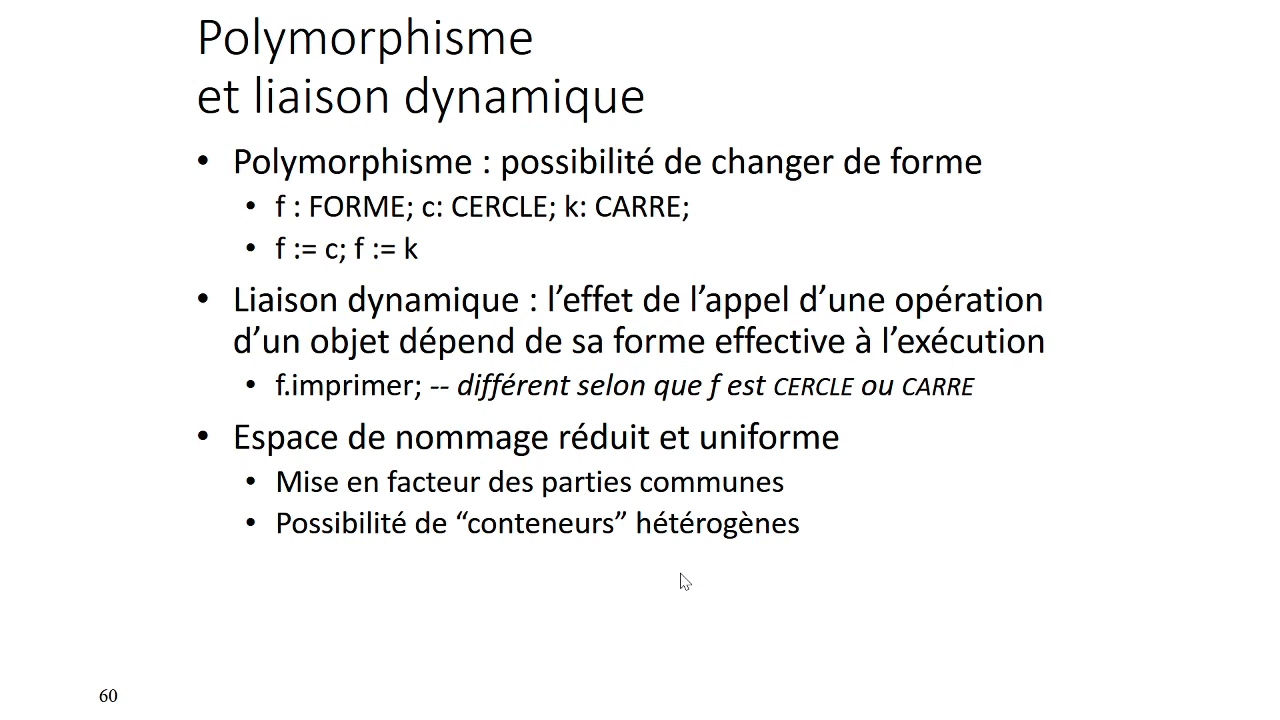 Polymorphisme
et liaison dynamique
• Polymorphisme : possibilité de changer de forme
• f : FORME; c: CERCLE; k: CARRE;
• f := c; f := k
• Liaison dynamique : l’effet de l’appel d’une opération
d’un objet dépend de sa forme effective à l’exécution
• f.imprimer; -- différent selon que f est CERCLE ou CARRE
• Espace de nommage réduit et uniforme
• Mise en facteur des parties communes
• Possibilité de “conteneurs” hétérogènes
60